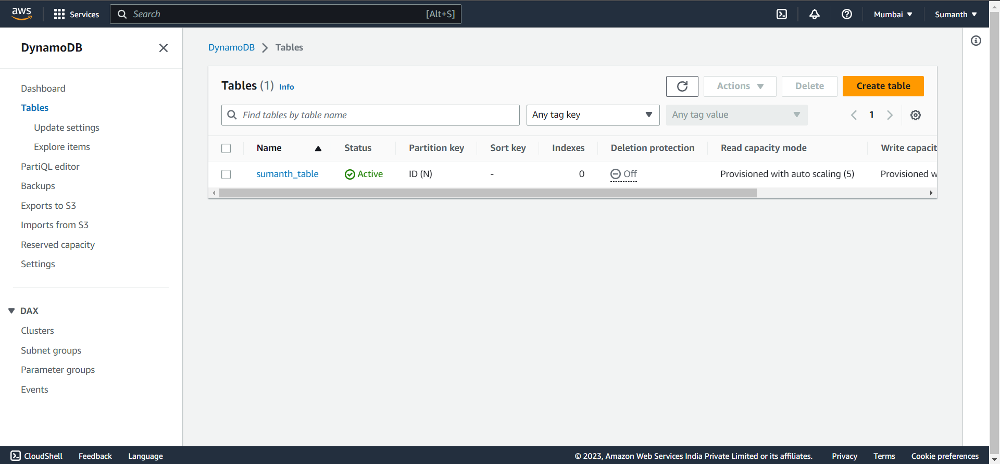 aws Services Search [Alt+S] Mumbai Sumanth
DynamoDB
Dashboard
Tables
Update settings
Explore items
PartiQL editor
Backups
Exports to S3
Imports from S3
Reserved capacity
Settings
DAX
Clusters
Subnet groups
Parameter groups
Events
DynamoDB Tables
Tables (1) Info Actions Delete Create table
Find tables by table name Any tag key Any tag value 1
Name Status Partition key Sort key Indexes Deletion protection Read capacity mode Write capacit
sumanth_table Active ID (N) - 0 Off Provisioned with auto scaling (5) Provisioned w
CloudShell Feedback Language © 2023, Amazon Web Services India Private Limited or its affiliates. Privacy Terms Cookie preferences